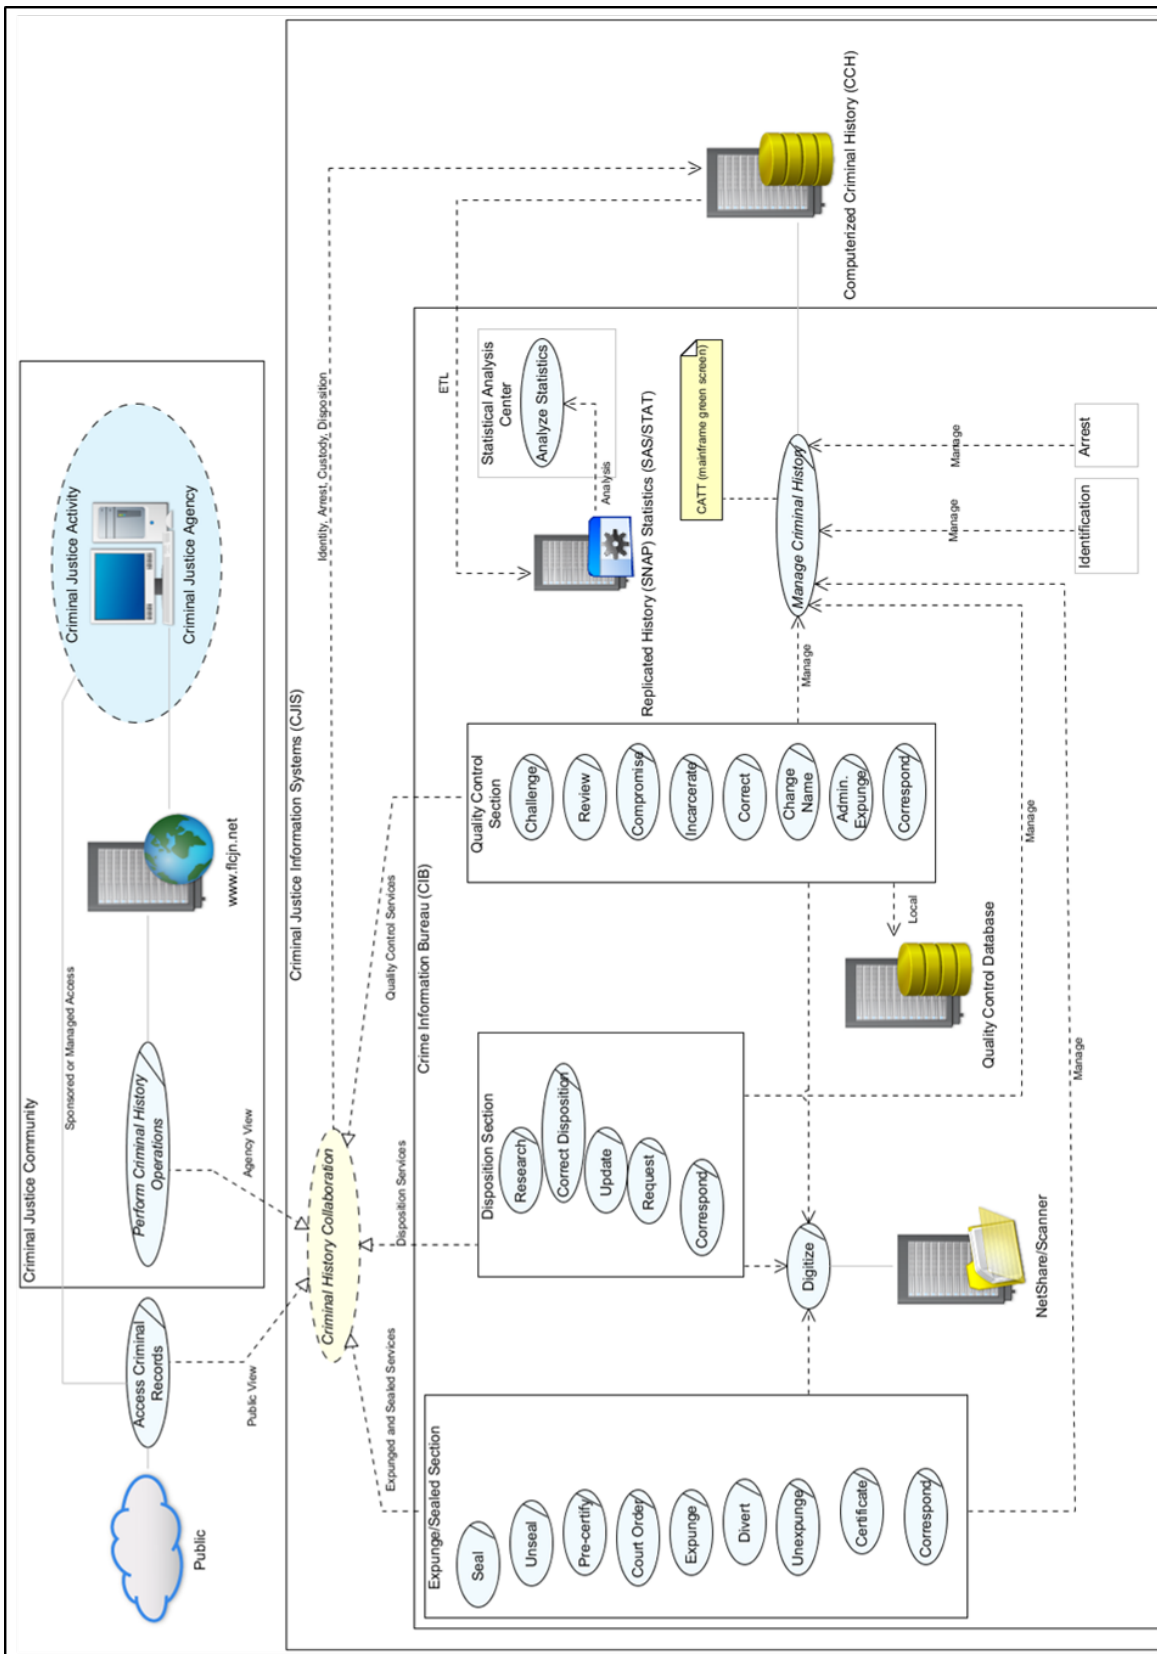 Criminal Justice Community
Sponsored or Managed Access
Criminal Justice Activity
Criminal Justice Agency
www.flcjn.net
Perform Criminal History
Operations
Agency View
Public
Access Criminal
Records
Public View
Criminal Justice Information Systems (CJIS)
Identity, Arrest, Custody, Disposition
Criminal History Collaboration
Expunged and Sealed Services
Disposition Services
Quality Control Services
Crime Information Bureau (CIB)
Expunge/Sealed Section
Seal
Unseal
Pre-certify
Court Order
Expunge
Divert
Unexpunge
Certificate
Correspond
Disposition Section
Research
Correct Disposition
Update
Request
Correspond
Quality Control
Section
Challenge
Review
Compromise
Incarcerate
Correct
Change
Name
Admin.
Expunge
Correspond
Digitize
NetShare/Scanner
Local
Quality Control Database
Manage
Manage
Manage
Manage
Manage
Manage Criminal History
CATT (mainframe green screen)
Identification
Arrest
ETL
Statistical Analysis
Center
Analyze Statistics
Analysis
Replicated History (SNAP) Statistics (SAS/STAT)
Computerized Criminal History (CCH)